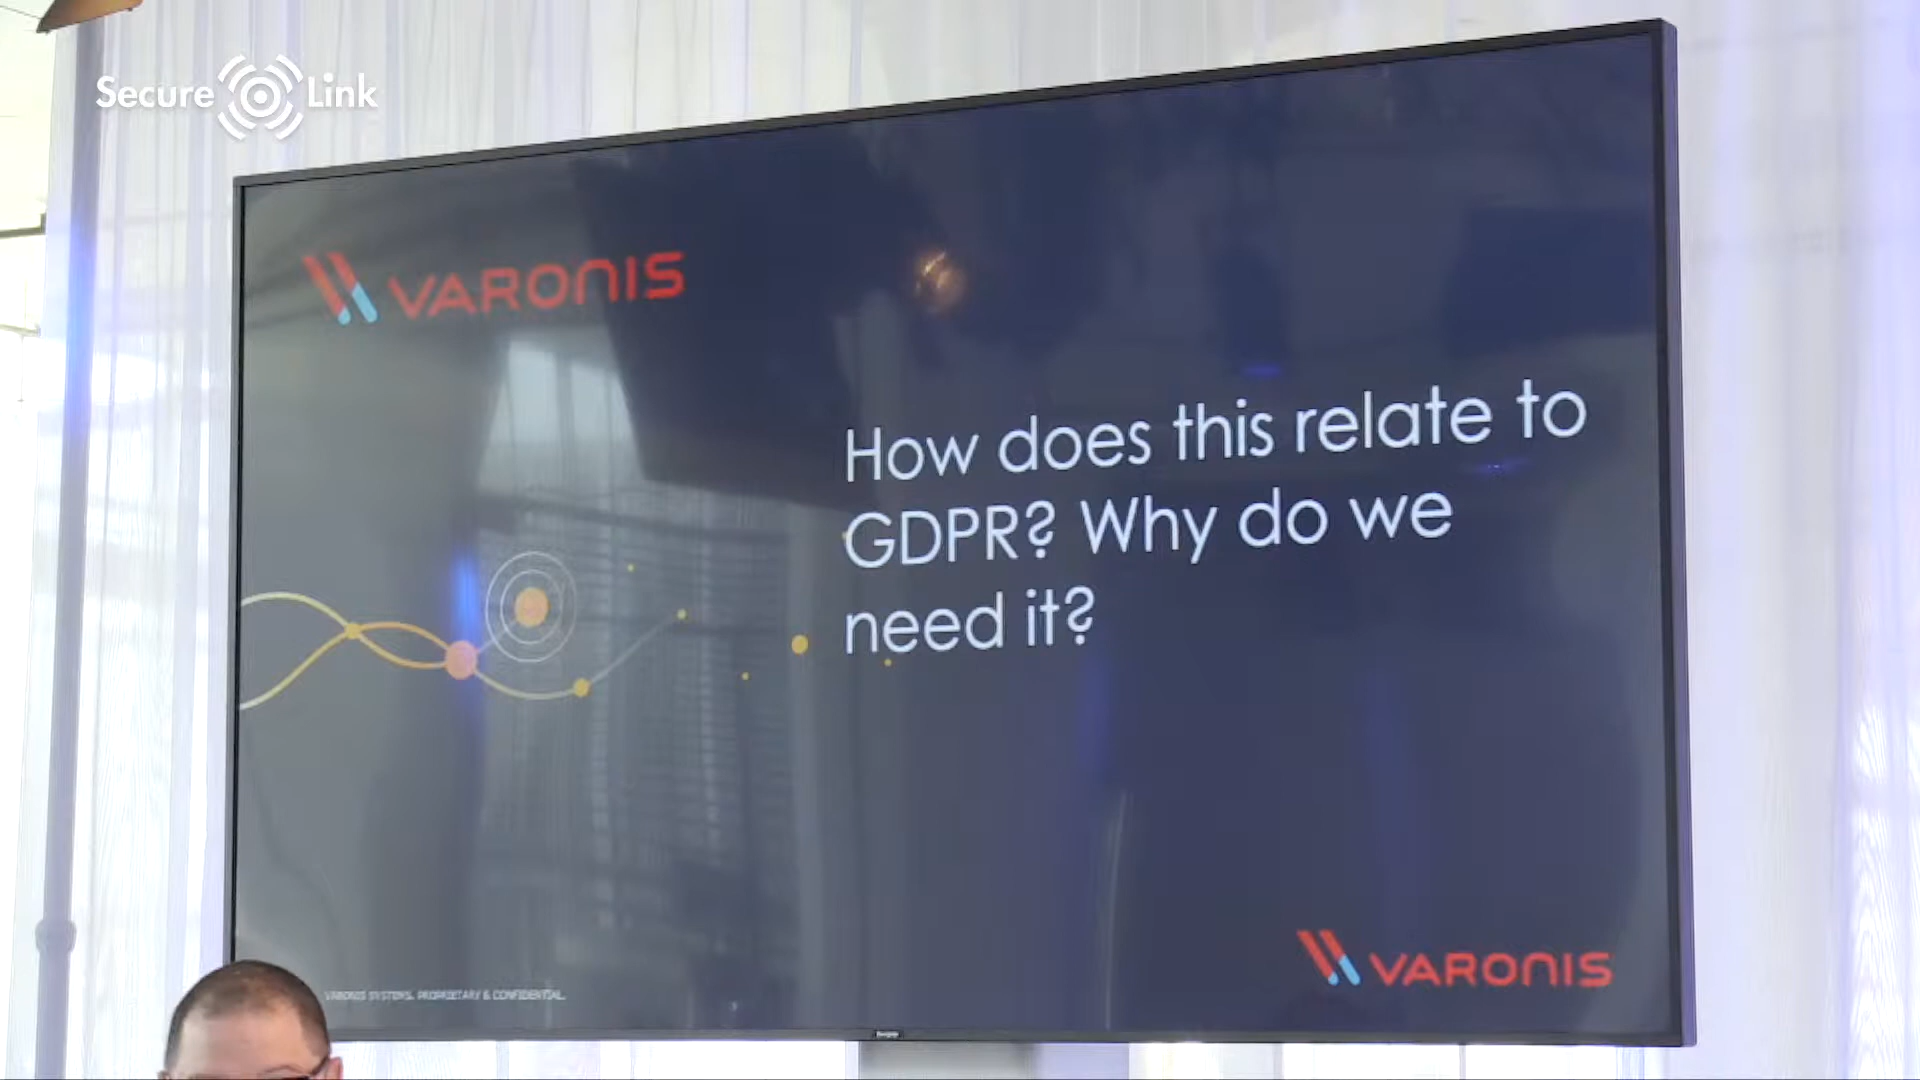 Secure Link
VARONIS
How does this relate to
GDPR? Why do we
need it?
VARONIS SYSTEMS. PROPRIETARY & CONFIDENTIAL.
VARONIS